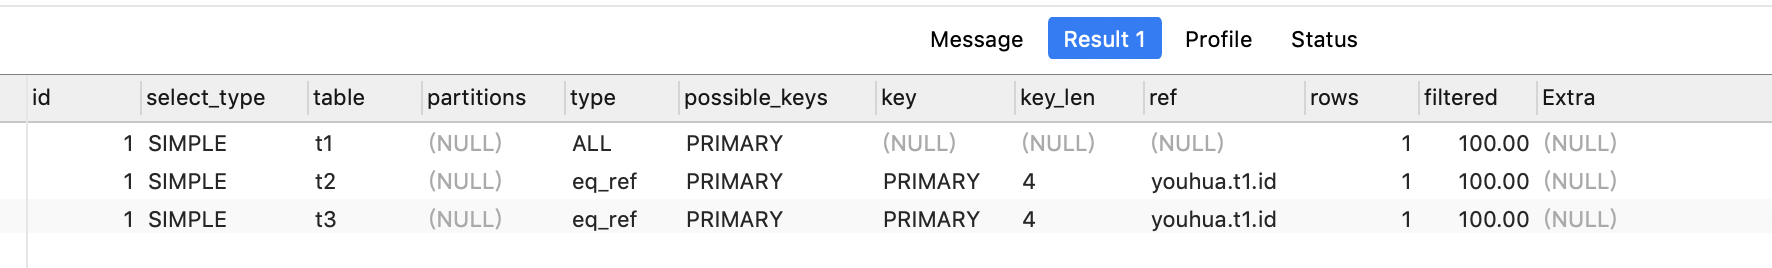 Message Result 1 Profile Status
id select_type table partitions type possible_keys key key_len ref rows filtered Extra
1 SIMPLE t1 (NULL) ALL PRIMARY (NULL) (NULL) (NULL) 1 100.00 (NULL)
1 SIMPLE t2 (NULL) eq_ref PRIMARY PRIMARY 4 youhua.t1.id 1 100.00 (NULL)
1 SIMPLE t3 (NULL) eq_ref PRIMARY PRIMARY 4 youhua.t1.id 1 100.00 (NULL)